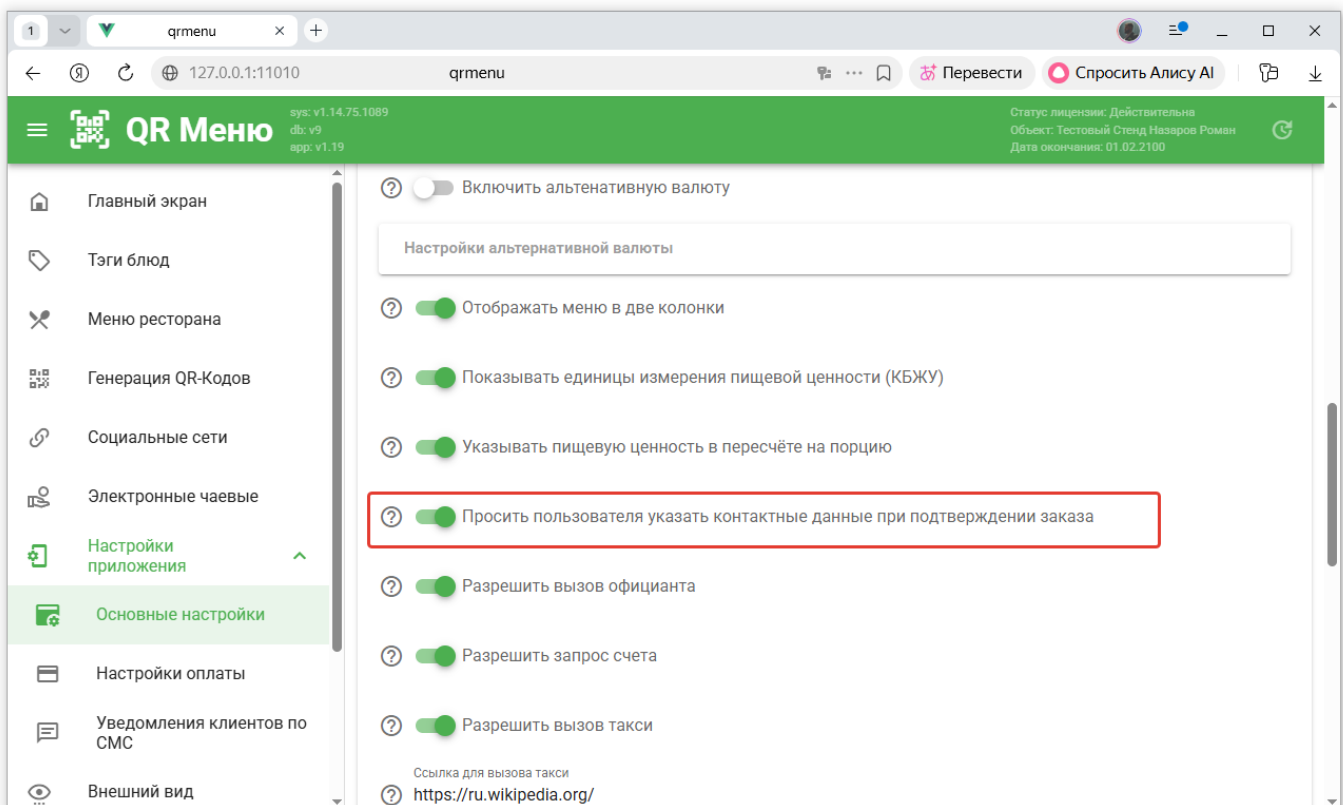 1
qrmenu
127.0.0.1:11010
qrmenu
Перевести
Спросить Алису AI
QR Меню
sys: v1.14.75.1089
db: v9
app: v1.19
Статус лицензии: Действительна
Объект: Тестовый Стенд Назаров Роман
Дата окончания: 01.02.2100
Главный экран
Тэги блюд
Меню ресторана
Генерация QR-Кодов
Социальные сети
Электронные чаевые
Настройки
приложения
Основные настройки
Настройки оплаты
Уведомления клиентов по
СМС
Внешний вид
Включить альтенативную валюту
Настройки альтернативной валюты
Отображать меню в две колонки
Показывать единицы измерения пищевой ценности (КБЖУ)
Указывать пищевую ценность в пересчёте на порцию
Просить пользователя указать контактные данные при подтверждении заказа
Разрешить вызов официанта
Разрешить запрос счета
Разрешить вызов такси
Ссылка для вызова такси
https://ru.wikipedia.org/